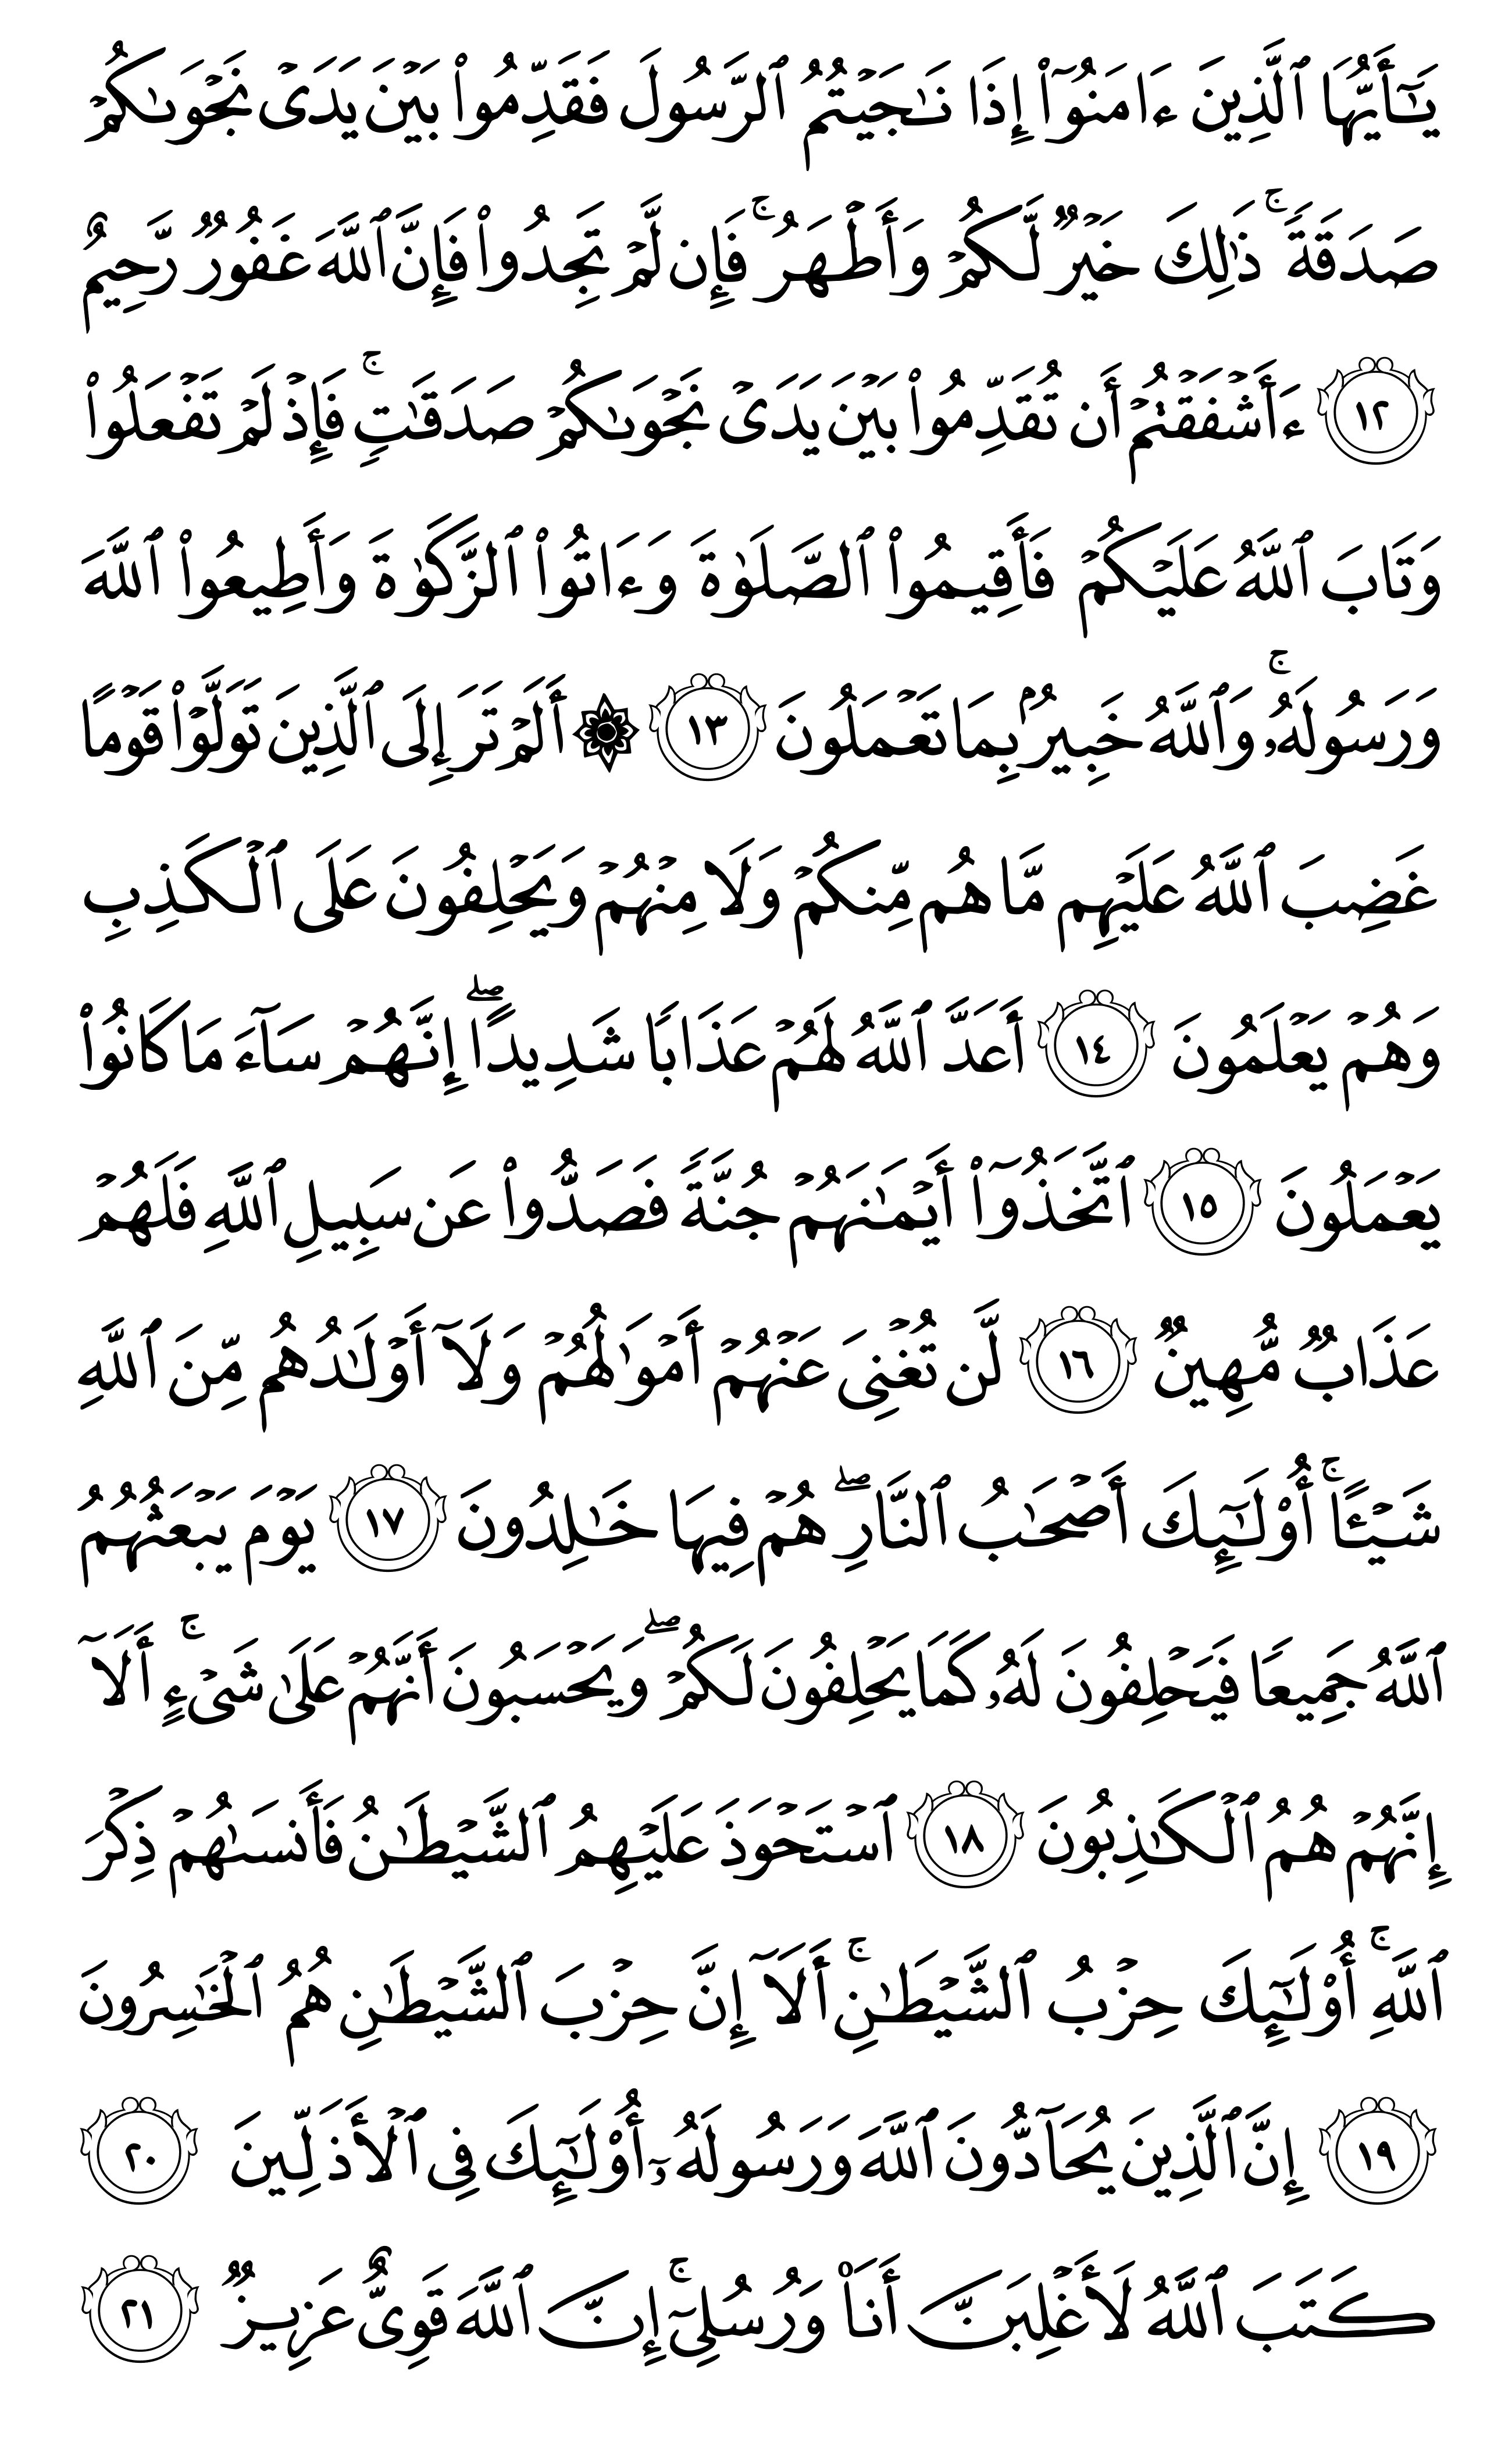 يَـٰٓأَيُّهَا ٱلَّذِينَ ءَامَنُوٓا۟ إِذَا نَـٰجَيْتُمُ ٱلرَّسُولَ فَقَدِّمُوا۟ بَيْنَ يَدَىْ نَجْوَىٰكُمْ
صَدَقَةً ۚ ذَٰلِكَ خَيْرٌ لَّكُمْ وَأَطْهَرُ ۚ فَإِن لَّمْ تَجِدُوا۟ فَإِنَّ ٱللَّهَ غَفُورٌ رَّحِيمٌ
١٢ ءَأَشْفَقْتُمْ أَن تُقَدِّمُوا۟ بَيْنَ يَدَىْ نَجْوَىٰكُمْ صَدَقَـٰتٍ ۚ فَإِذْ لَمْ تَفْعَلُوا۟
وَتَابَ ٱللَّهُ عَلَيْكُمْ فَأَقِيمُوا۟ ٱلصَّلَوٰةَ وَءَاتُوا۟ ٱلزَّكَوٰةَ وَأَطِيعُوا۟ ٱللَّهَ
وَرَسُولَهُۥ ۚ وَٱللَّهُ خَبِيرٌۢ بِمَا تَعْمَلُونَ ١٣ ۞ أَلَمْ تَرَ إِلَى ٱلَّذِينَ تَوَلَّوْا۟ قَوْمًا
غَضِبَ ٱللَّهُ عَلَيْهِم مَّا هُم مِّنكُمْ وَلَا مِنْهُمْ وَيَحْلِفُونَ عَلَى ٱلْكَذِبِ
وَهُمْ يَعْلَمُونَ ١٤ أَعَدَّ ٱللَّهُ لَهُمْ عَذَابًا شَدِيدًا ۖ إِنَّهُمْ سَآءَ مَا كَانُوا۟
يَعْمَلُونَ ١٥ ٱتَّخَذُوٓا۟ أَيْمَـٰنَهُمْ جُنَّةً فَصَدُّوا۟ عَن سَبِيلِ ٱللَّهِ فَلَهُمْ
عَذَابٌ مُّهِينٌ ١٦ لَّن تُغْنِىَ عَنْهُمْ أَمْوَٰلُهُمْ وَلَآ أَوْلَـٰدُهُم مِّنَ ٱللَّهِ
شَيْـًٔا ۚ أُو۟لَـٰٓئِكَ أَصْحَـٰبُ ٱلنَّارِ ۖ هُمْ فِيهَا خَـٰلِدُونَ ١٧ يَوْمَ يَبْعَثُهُمُ
ٱللَّهُ جَمِيعًا فَيَحْلِفُونَ لَهُۥ كَمَا يَحْلِفُونَ لَكُمْ ۖ وَيَحْسَبُونَ أَنَّهُمْ عَلَىٰ شَىْءٍ ۚ أَلَآ
إِنَّهُمْ هُمُ ٱلْكَـٰذِبُونَ ١٨ ٱسْتَحْوَذَ عَلَيْهِمُ ٱلشَّيْطَـٰنُ فَأَنسَىٰهُمْ ذِكْرَ
ٱللَّهِ ۚ أُو۟لَـٰٓئِكَ حِزْبُ ٱلشَّيْطَـٰنِ ۚ أَلَآ إِنَّ حِزْبَ ٱلشَّيْطَـٰنِ هُمُ ٱلْخَـٰسِرُونَ
١٩ إِنَّ ٱلَّذِينَ يُحَآدُّونَ ٱللَّهَ وَرَسُولَهُۥٓ أُو۟لَـٰٓئِكَ فِى ٱلْأَذَلِّينَ ٢٠
كَتَبَ ٱللَّهُ لَأَغْلِبَنَّ أَنَا۠ وَرُسُلِىٓ ۚ إِنَّ ٱللَّهَ قَوِىٌّ عَزِيزٌ ٢١